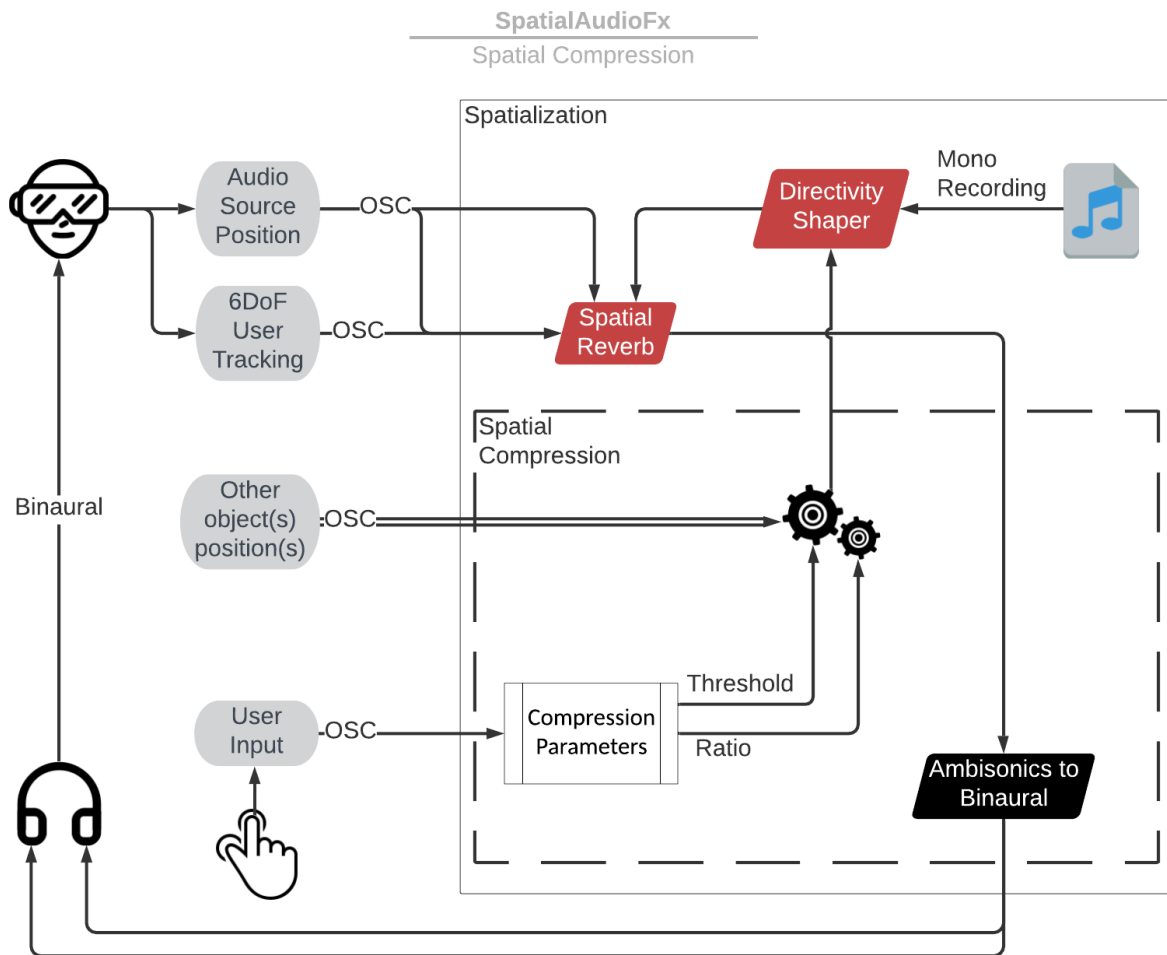 SpatialAudioFx
Spatial Compression
Spatialization
Audio
Source
Position
OSC
Directivity
Shaper
Mono
Recording
6DoF
User
Tracking
OSC
Spatial
Reverb
Spatial
Compression
Binaural
Other
object(s)
position(s)
OSC
Threshold
User
Input
OSC
Compression
Parameters
Ratio
Ambisonics to
Binaural